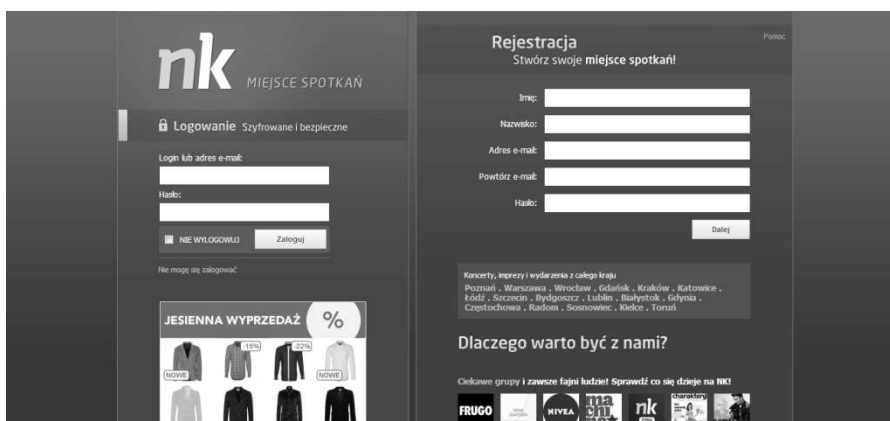 nk MIEJSCE SPOTKAŃ
Logowanie Szyfrowane i bezpieczne
Login lub adres e-mail:
Hasło:
NIE WYLOGOWUJ Zaloguj
Nie mogę się zalogować
JESIENNA WYPRZEDAŻ %
-15% -22%
NOWE NOWE
Pomoc
Rejestracja
Stwórz swoje miejsce spotkań!
Imię:
Nazwisko:
Adres e-mail:
Powtórz e-mail:
Hasło:
Dalej
Koncerty, imprezy i wydarzenia z całego kraju
Poznań . Warszawa . Wrocław . Gdańsk . Kraków . Katowice .
Łódź . Szczecin . Bydgoszcz . Lublin . Białystok . Gdynia .
Częstochowa . Radom . Sosnowiec . Kielce . Toruń
Dlaczego warto być z nami?
Ciekawe grupy i zawsze fajni ludzie! Sprawdź co się dzieje na NK!
FRUGO NIVEA nk charaktery